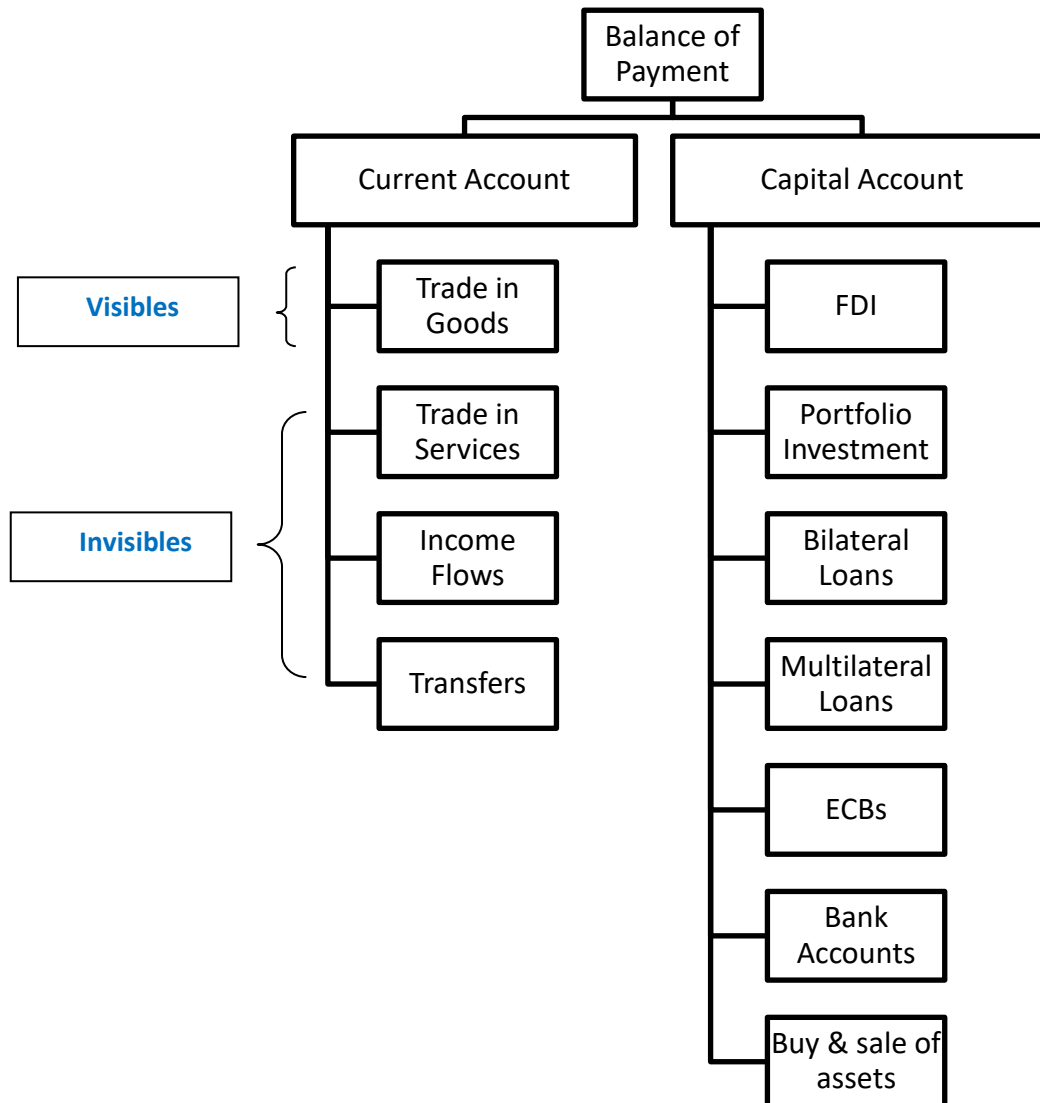 Balance of
Payment
Current Account
Capital Account
Visibles
Trade in
Goods
FDI
Trade in
Services
Portfolio
Investment
Invisibles
Income
Flows
Bilateral
Loans
Transfers
Multilateral
Loans
ECBs
Bank
Accounts
Buy & sale of
assets